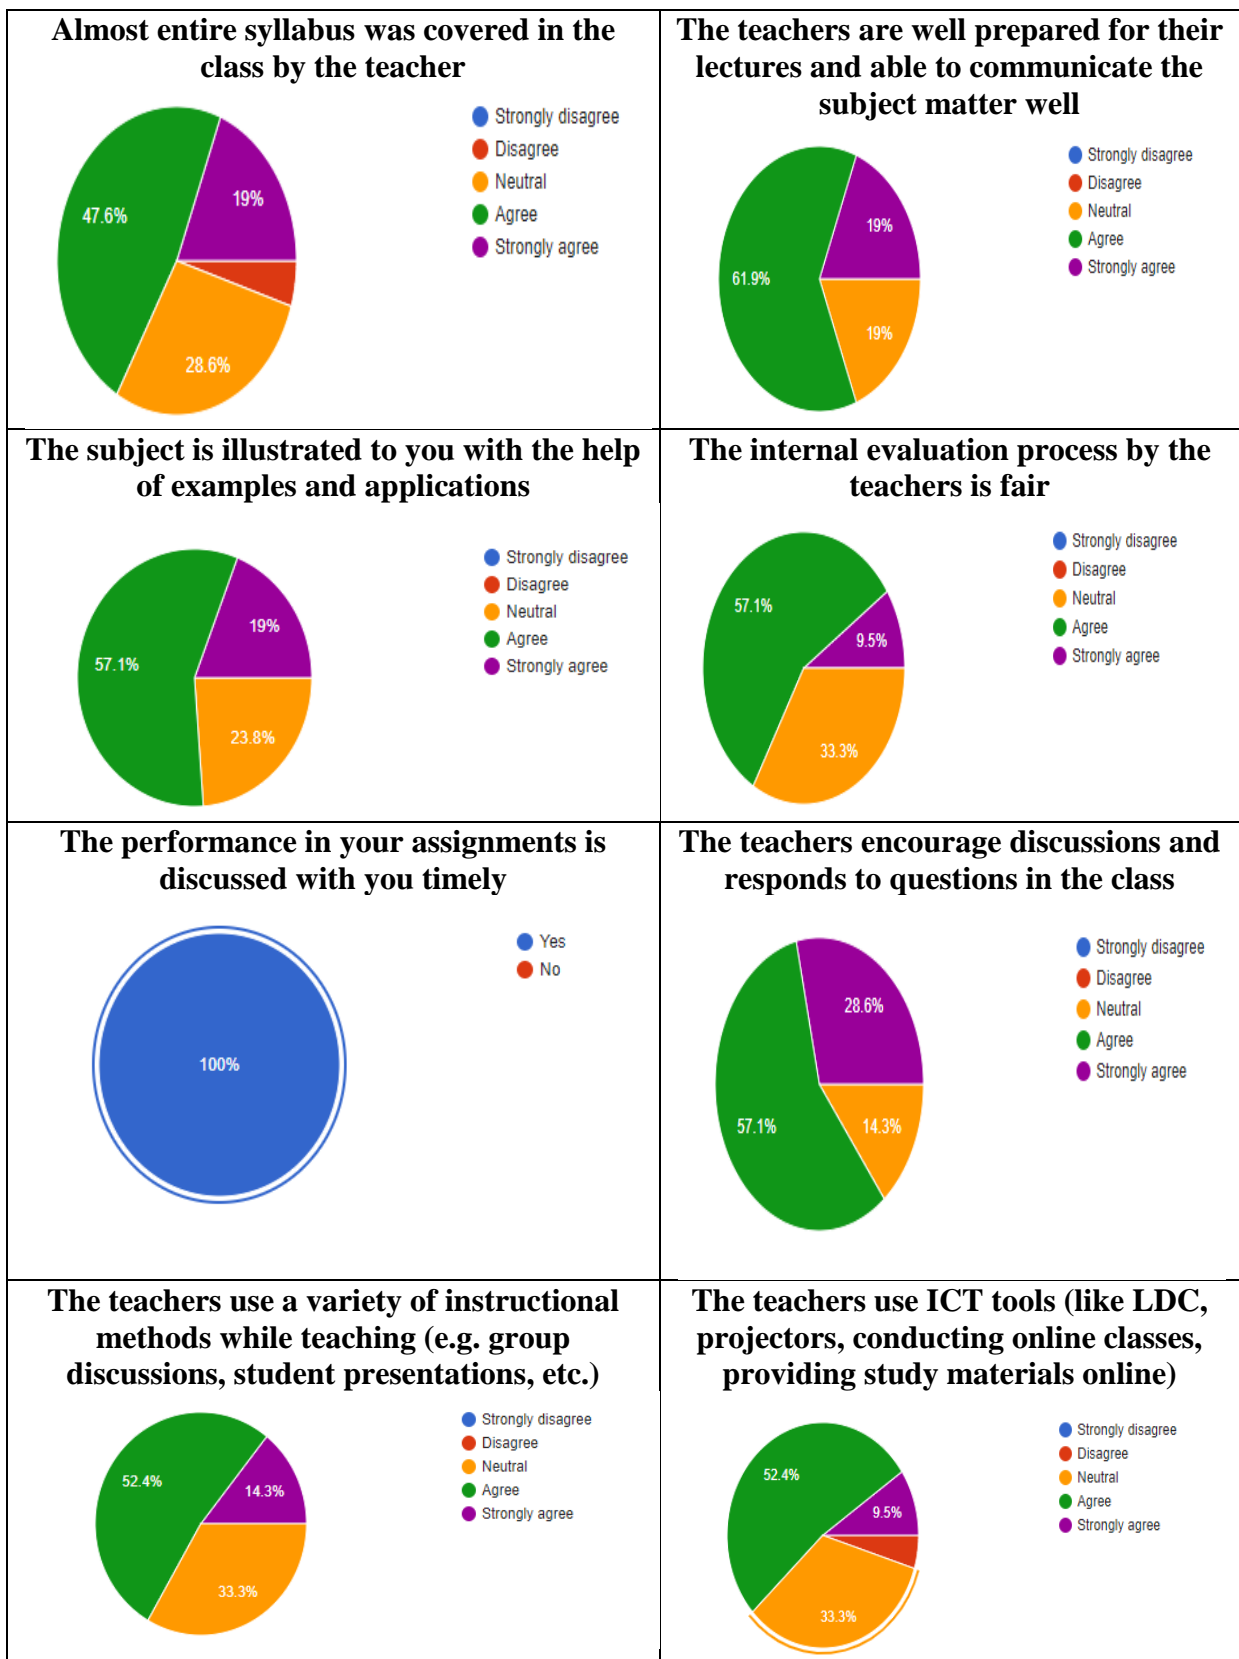 Almost entire syllabus was covered in the
class by the teacher
47.6%
19%
28.6%
Strongly disagree
Disagree
Neutral
Agree
Strongly agree
The teachers are well prepared for their
lectures and able to communicate the
subject matter well
61.9%
19%
19%
Strongly disagree
Disagree
Neutral
Agree
Strongly agree
The subject is illustrated to you with the help
of examples and applications
57.1%
19%
23.8%
Strongly disagree
Disagree
Neutral
Agree
Strongly agree
The internal evaluation process by the
teachers is fair
57.1%
9.5%
33.3%
Strongly disagree
Disagree
Neutral
Agree
Strongly agree
The performance in your assignments is
discussed with you timely
100%
Yes
No
The teachers encourage discussions and
responds to questions in the class
28.6%
57.1%
14.3%
Strongly disagree
Disagree
Neutral
Agree
Strongly agree
The teachers use a variety of instructional
methods while teaching (e.g. group
discussions, student presentations, etc.)
52.4%
14.3%
33.3%
Strongly disagree
Disagree
Neutral
Agree
Strongly agree
The teachers use ICT tools (like LDC,
projectors, conducting online classes,
providing study materials online)
52.4%
9.5%
33.3%
Strongly disagree
Disagree
Neutral
Agree
Strongly agree